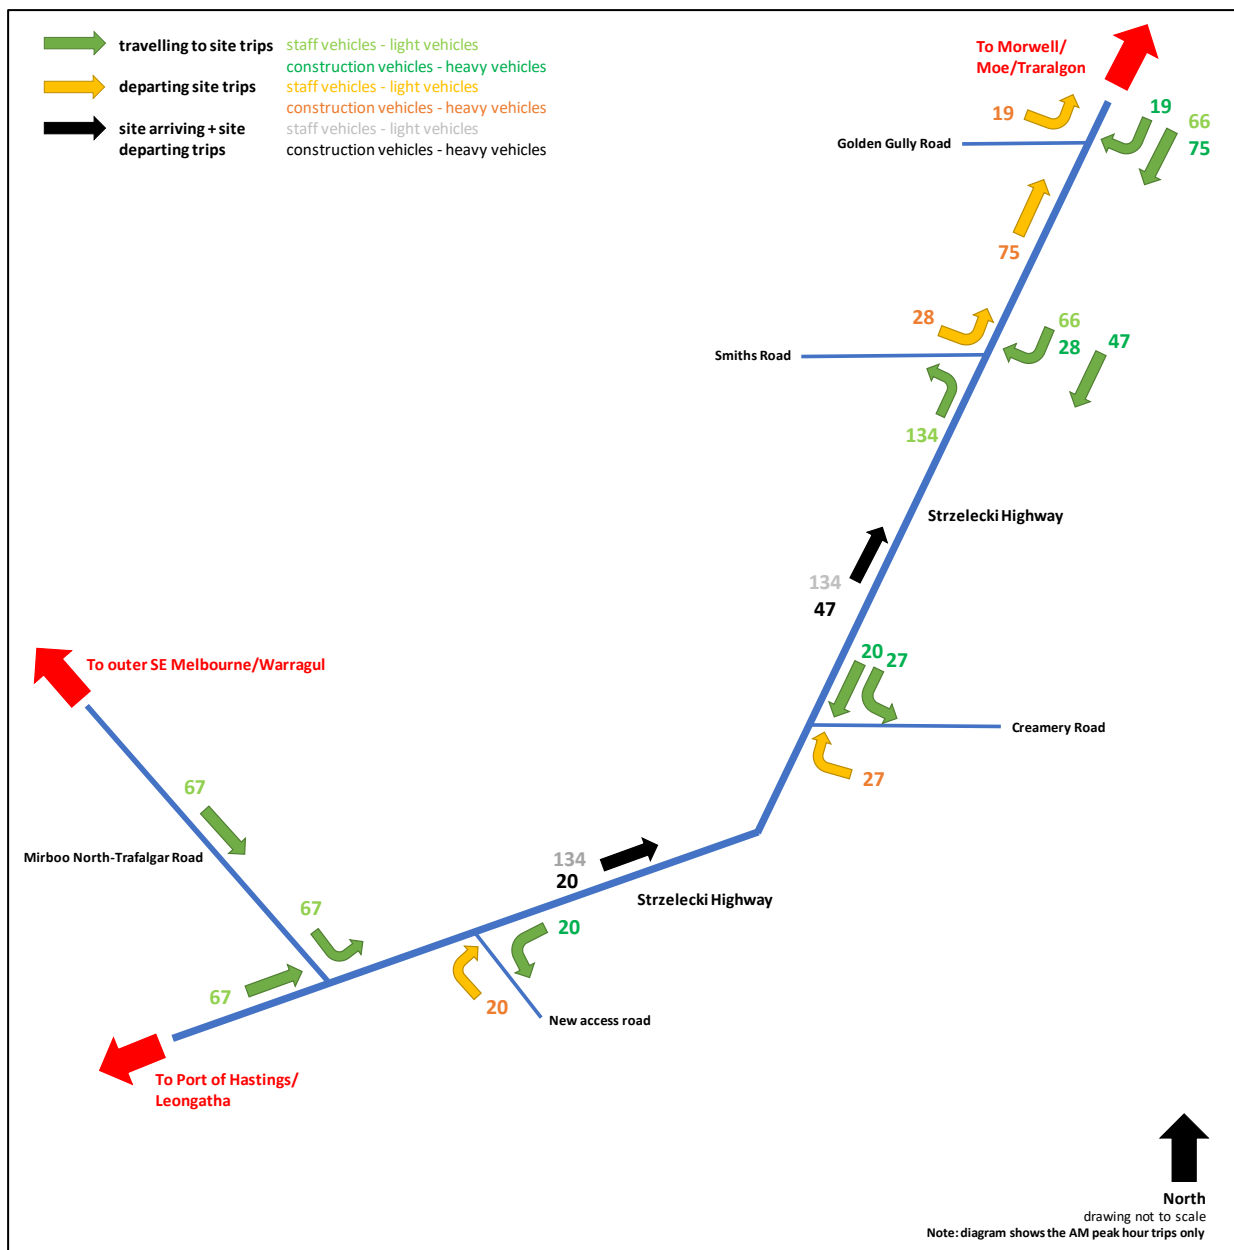 travelling to site trips staff vehicles - light vehicles
construction vehicles - heavy vehicles
departing site trips staff vehicles - light vehicles
construction vehicles - heavy vehicles
site arriving + site staff vehicles - light vehicles
departing trips construction vehicles - heavy vehicles
To Morwell/
Moe/Traralgon
19
19
66
75
Golden Gully Road
75
28
66
28
47
Smiths Road
134
Strzelecki Highway
134
47
20
27
To outer SE Melbourne/Warragul
Creamery Road
27
67
Mirboo North-Trafalgar Road
134
20
Strzelecki Highway
67
20
67
20
New access road
To Port of Hastings/
Leongatha
North
drawing not to scale
Note: diagram shows the AM peak hour trips only